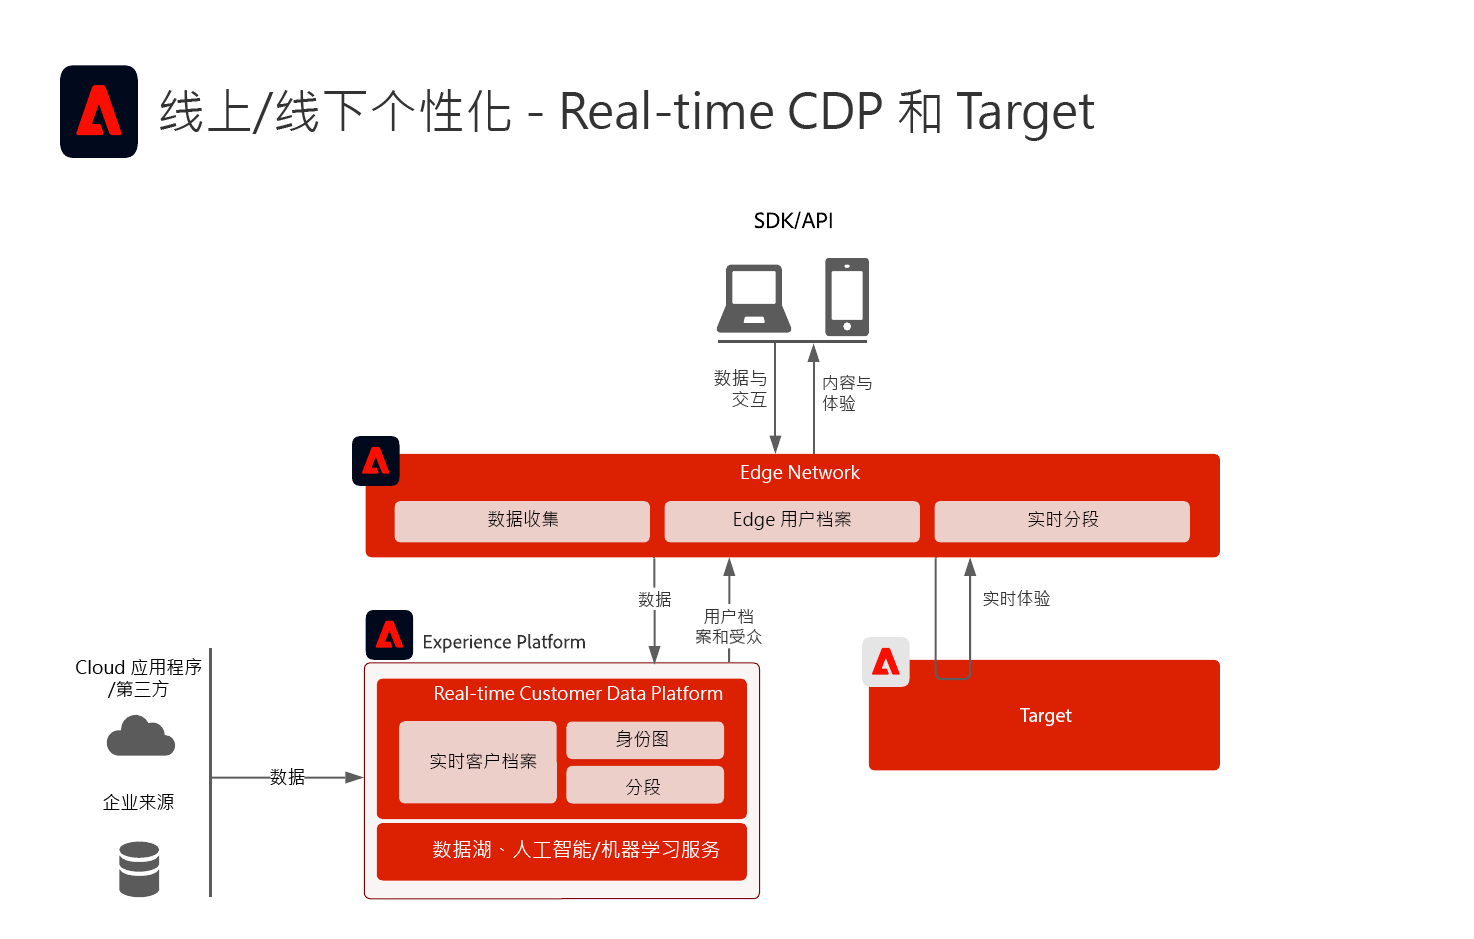 线上/线下个性化 - Real-time CDP 和 Target
SDK/API
数据与
交互
内容与
体验
Edge Network
数据收集
Edge 用户档案
实时分段
数据
用户档
案和受众
实时体验
Experience Platform
Cloud 应用程序
/第三方
企业来源
数据
Real-time Customer Data Platform
实时客户档案
身份图
分段
数据湖、人工智能/机器学习服务
Target